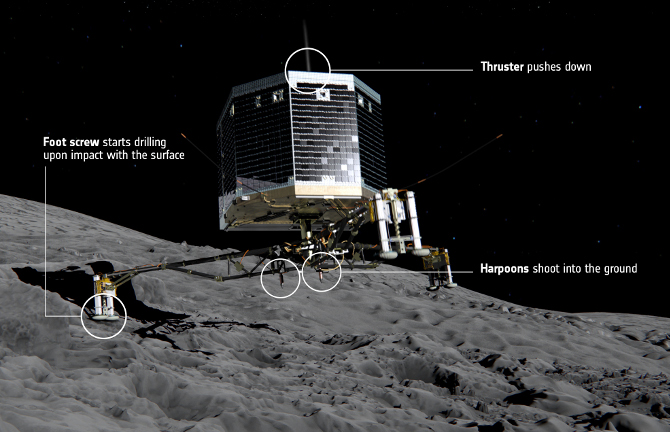 Thruster pushes down
Foot screw starts drilling
upon impact with the surface
Harpoons shoot into the ground